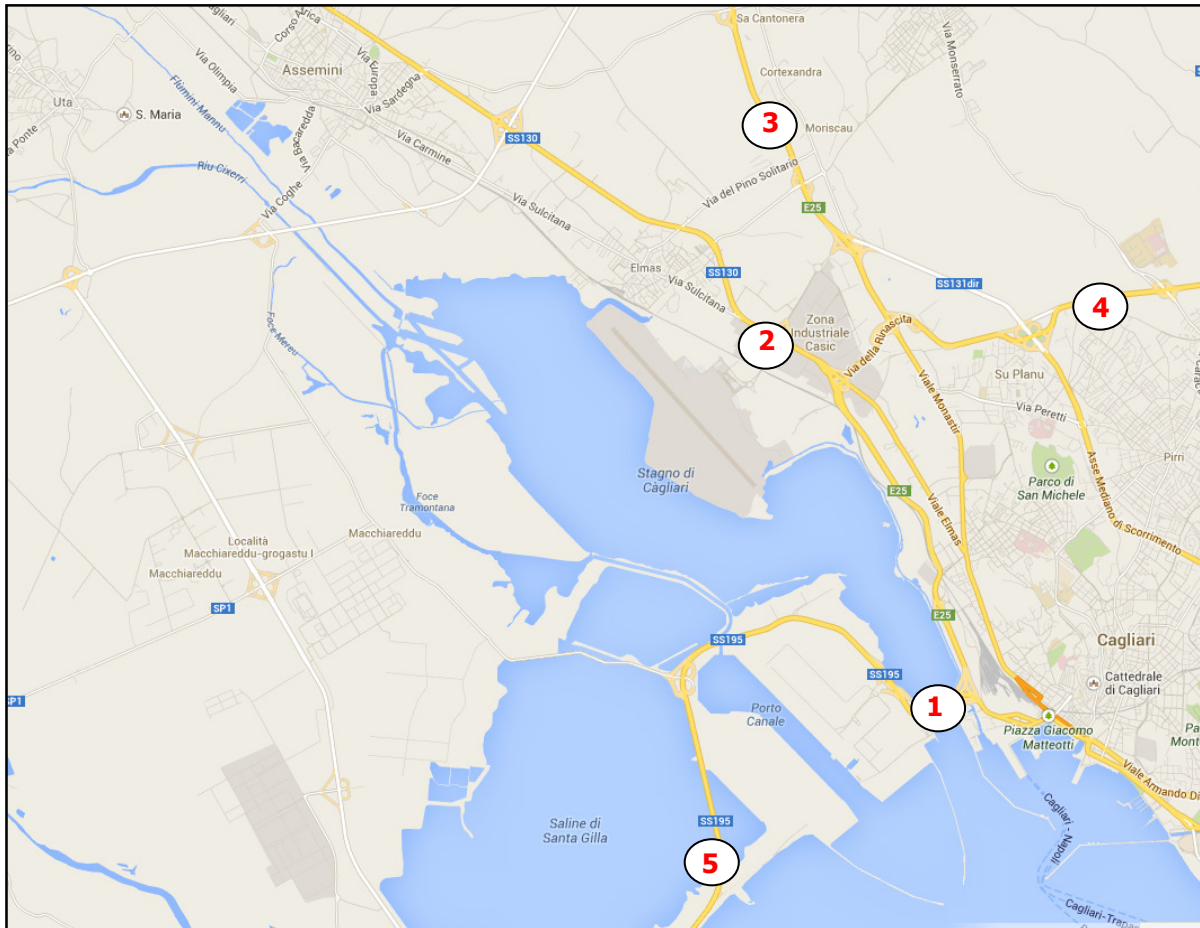 Sa Cantonera
Corso A
Via Olimpia
Assemini
Via Europa
Via Sardegna
Cortexandra
Via Monserrato
Uta
S. Maria
Flumini Mannu
Via Bacaredda
3
Moriscau
a Ponte
Via Carmine
SS130
Riu Cixerri
Via Coghe
Via del Pino Solitario
Via Sulcitana
E25
Elmas
SS130
Via Sulcitana
SS131dir
4
Foce Mereu
2
Zona
Industriale
Casic
Via della Rinascita
Su Planu
Viale Monastir
Via Peretti
Pirri
Asse Mediano di Scorrimento
Stagno di
Càgliari
Parco di
San Michele
E25
Viale Elmas
Foce
Tramontana
Macchiareddu
Località
Macchiareddu-grogastu I
Macchiareddu
SP1
E25
Cagliari
SS195
SS195
Cattedrale
di Cagliari
P1
1
Porto
Canale
Piazza Giacomo
Matteotti
Viale Armando Di
Saline di
Santa Gilla
SS195
Cagliari - Napoli
5
Cagliari-Trapa